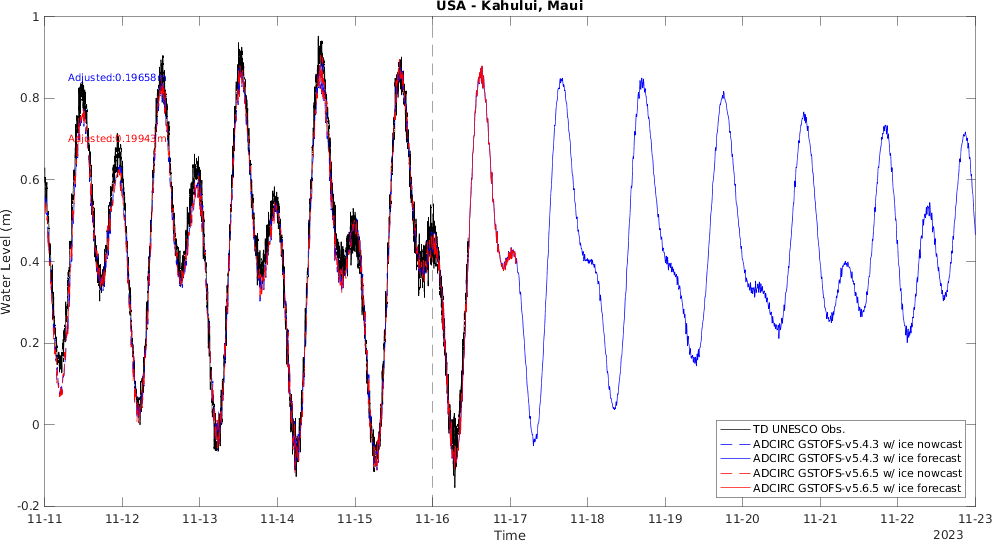 USA - Kahului, Maui
1
0.8
0.6
0.4
0.2
0
-0.2
Water Level (m)
Adjusted:0.19658m
Adjusted:0.19943m
TD UNESCO Obs.
ADCIRC GSTOFS-v5.4.3 w/ ice nowcast
ADCIRC GSTOFS-v5.4.3 w/ ice forecast
ADCIRC GSTOFS-v5.6.5 w/ ice nowcast
ADCIRC GSTOFS-v5.6.5 w/ ice forecast
11-11 11-12 11-13 11-14 11-15 11-16 11-17 11-18 11-19 11-20 11-21 11-22 11-23
Time
2023